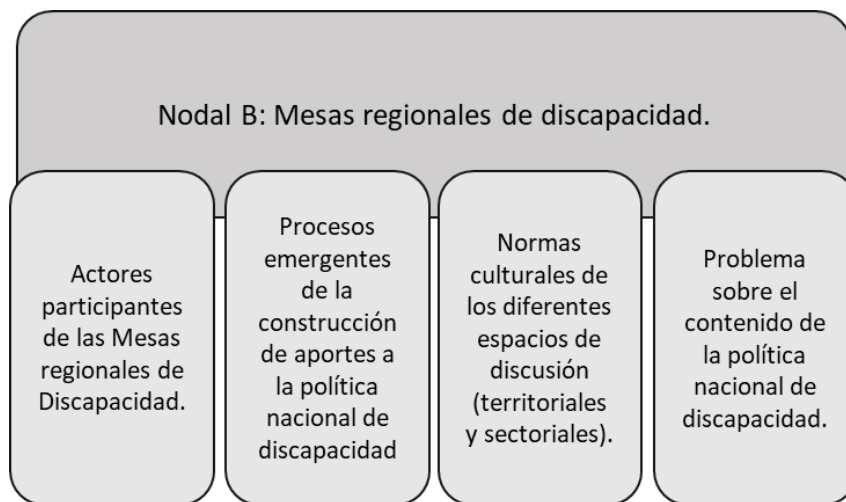 Nodal B: Mesas regionales de discapacidad.
Actores
participantes
de las Mesas
regionales de
Discapacidad.
Procesos
emergentes
de la
construcción
de aportes a
la política
nacional de
discapacidad
Normas
culturales de
los diferentes
espacios de
discusión
(territoriales
y sectoriales).
Problema
sobre el
contenido de
la política
nacional de
discapacidad.